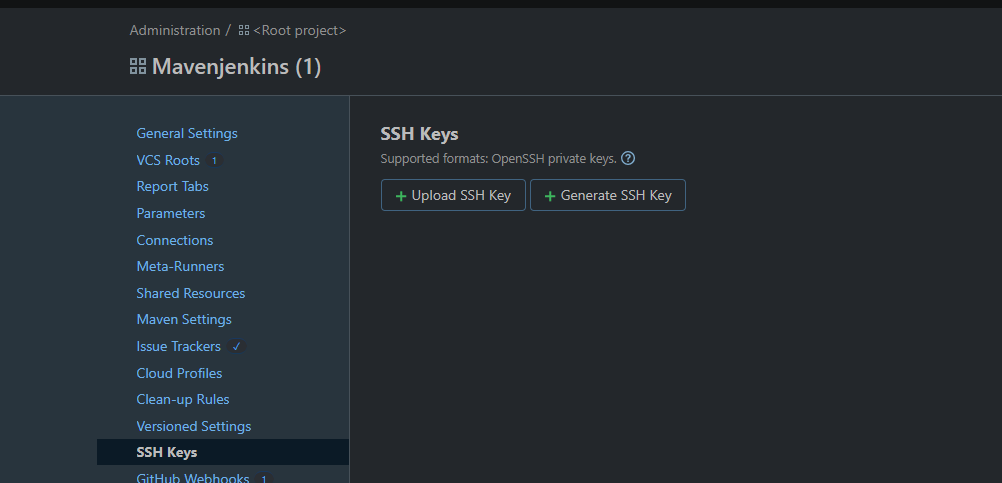 Administration / <Root project>
Mavenjenkins (1)
General Settings
VCS Roots 1
Report Tabs
Parameters
Connections
Meta-Runners
Shared Resources
Maven Settings
Issue Trackers ✓
Cloud Profiles
Clean-up Rules
Versioned Settings
SSH Keys
GitHub Webhooks 1
SSH Keys
Supported formats: OpenSSH private keys. ?
+ Upload SSH Key + Generate SSH Key